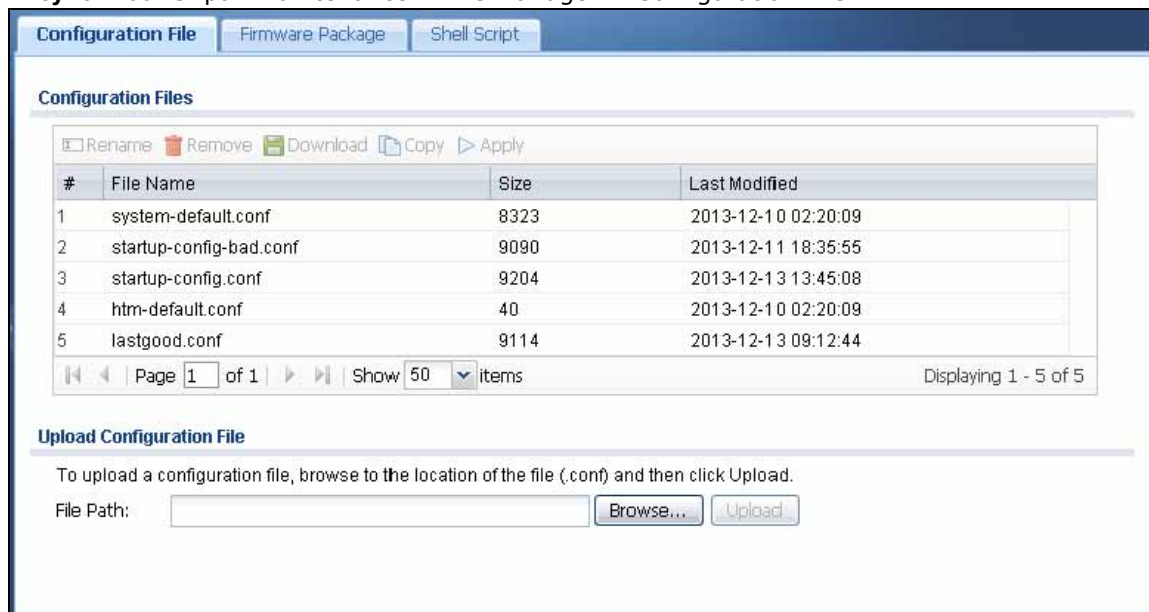 Configuration File Firmware Package Shell Script
Configuration Files
Rename Remove Download Copy Apply
# File Name Size Last Modified
1 system-default.conf 8323 2013-12-10 02:20:09
2 startup-config-bad.conf 9090 2013-12-11 18:35:55
3 startup-config.conf 9204 2013-12-13 13:45:08
4 htm-default.conf 40 2013-12-10 02:20:09
5 lastgood.conf 9114 2013-12-13 09:12:44
Page 1 of 1 Show 50 items Displaying 1 - 5 of 5
Upload Configuration File
To upload a configuration file, browse to the location of the file (.conf) and then click Upload.
File Path: Browse... Upload